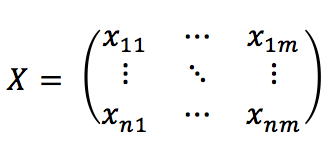 x₁₁ ⋯ x₁ₘ
X = ⋮ ⋱ ⋮
xₙ₁ ⋯ xₙₘ